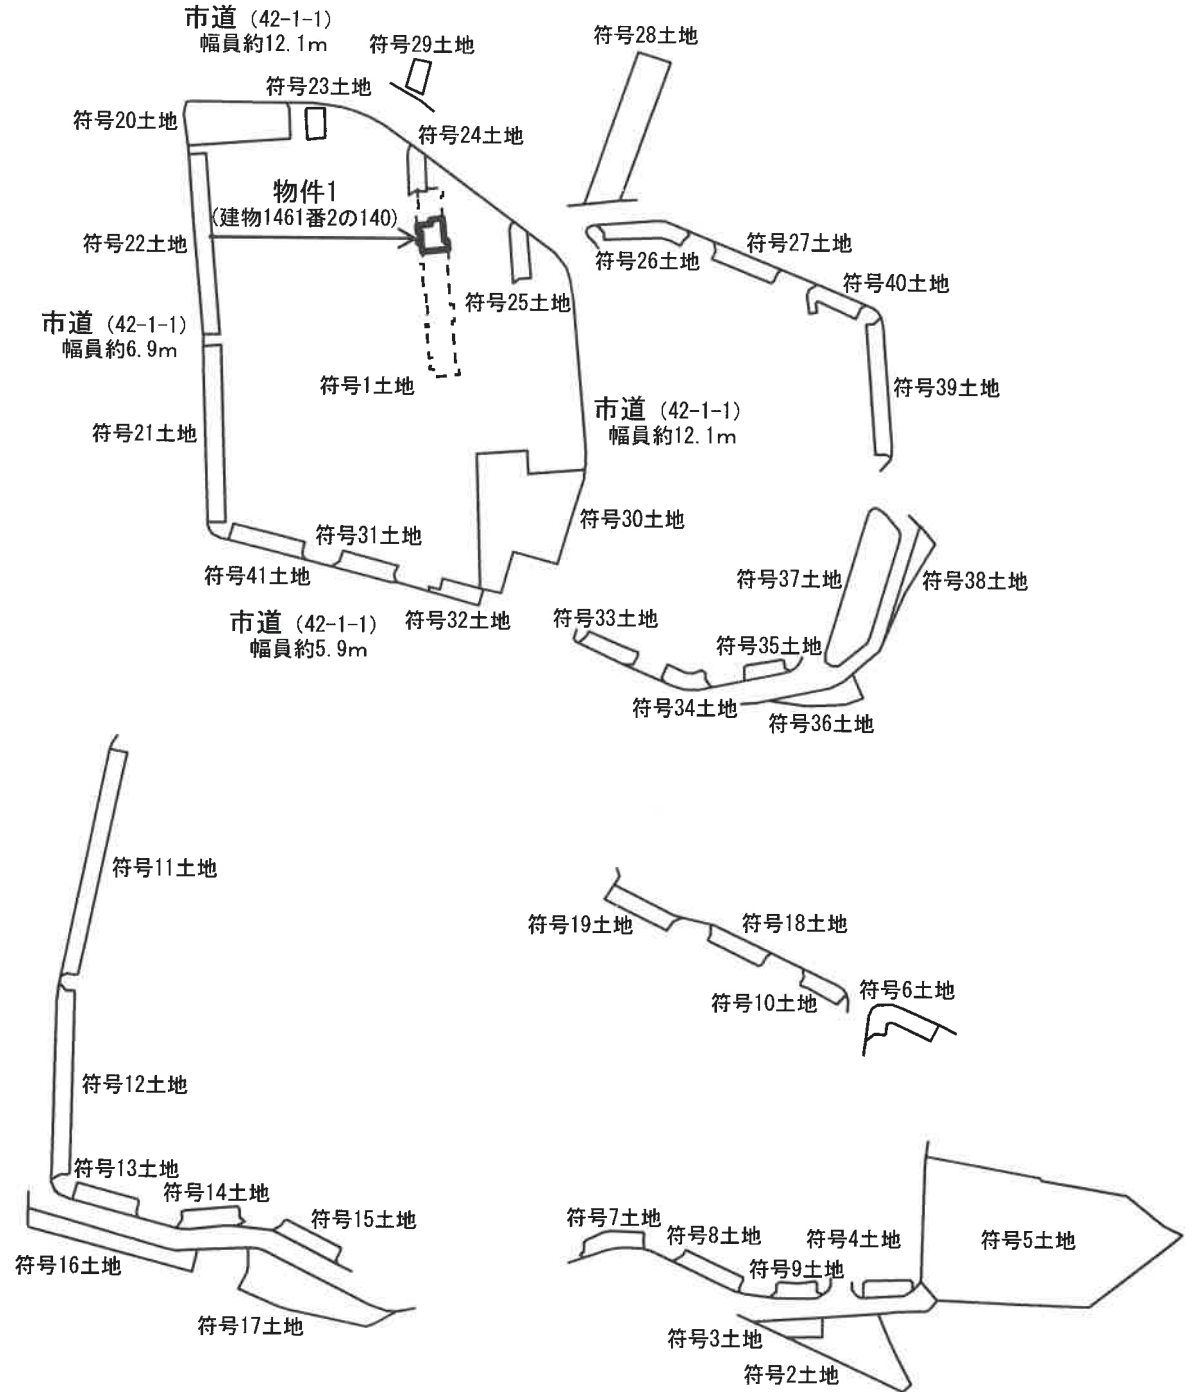 市道 (42-1-1)
幅員約12.1m
符号29土地
符号28土地
符号23土地
符号20土地
符号24土地
物件1
(建物1461番2の140)
符号22土地
符号27土地
符号26土地
符号40土地
符号25土地
市道 (42-1-1)
幅員約6.9m
符号1土地
符号39土地
市道 (42-1-1)
幅員約12.1m
符号21土地
符号30土地
符号31土地
符号41土地
符号37土地
符号38土地
市道 (42-1-1)
幅員約5.9m
符号32土地
符号33土地
符号35土地
符号34土地
符号36土地
符号11土地
符号19土地
符号18土地
符号10土地
符号6土地
符号12土地
符号13土地
符号14土地
符号15土地
符号16土地
符号17土地
符号7土地
符号8土地
符号4土地
符号5土地
符号9土地
符号3土地
符号2土地